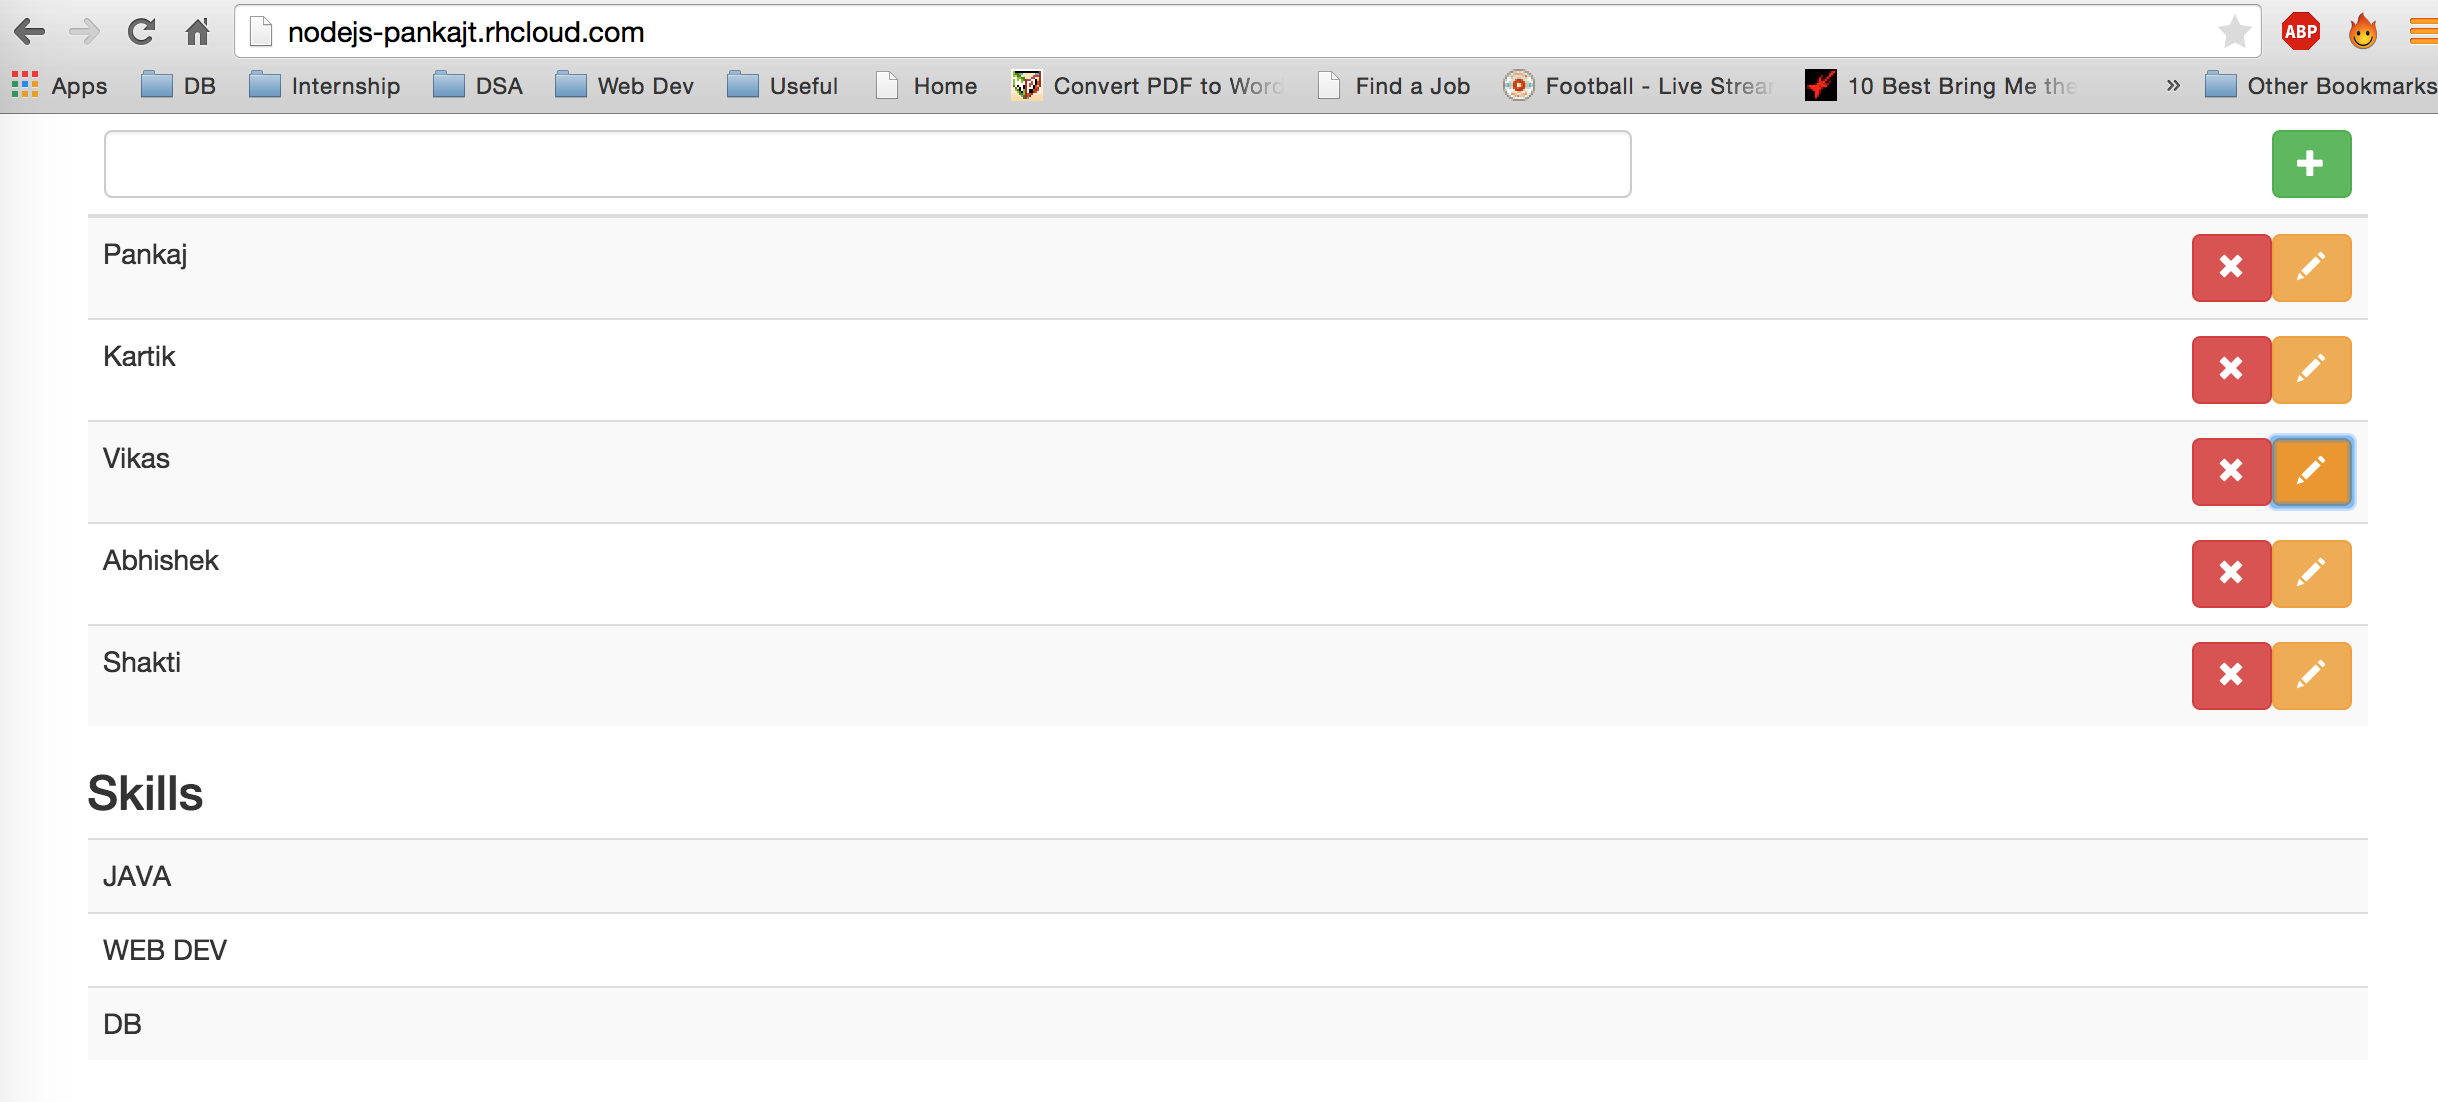 nodejs-pankajt.rhcloud.com
ABP
Apps DB Internship DSA Web Dev Useful Home Convert PDF to Word Find a Job Football - Live Strea 10 Best Bring Me the » Other Bookmarks
Pankaj
Kartik
Vikas
Abhishek
Shakti
Skills
JAVA
WEB DEV
DB